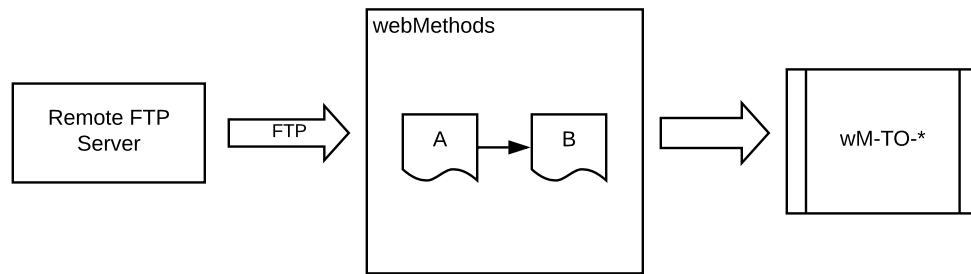 webMethods
Remote FTP
Server
FTP
A
B
wM-TO-*